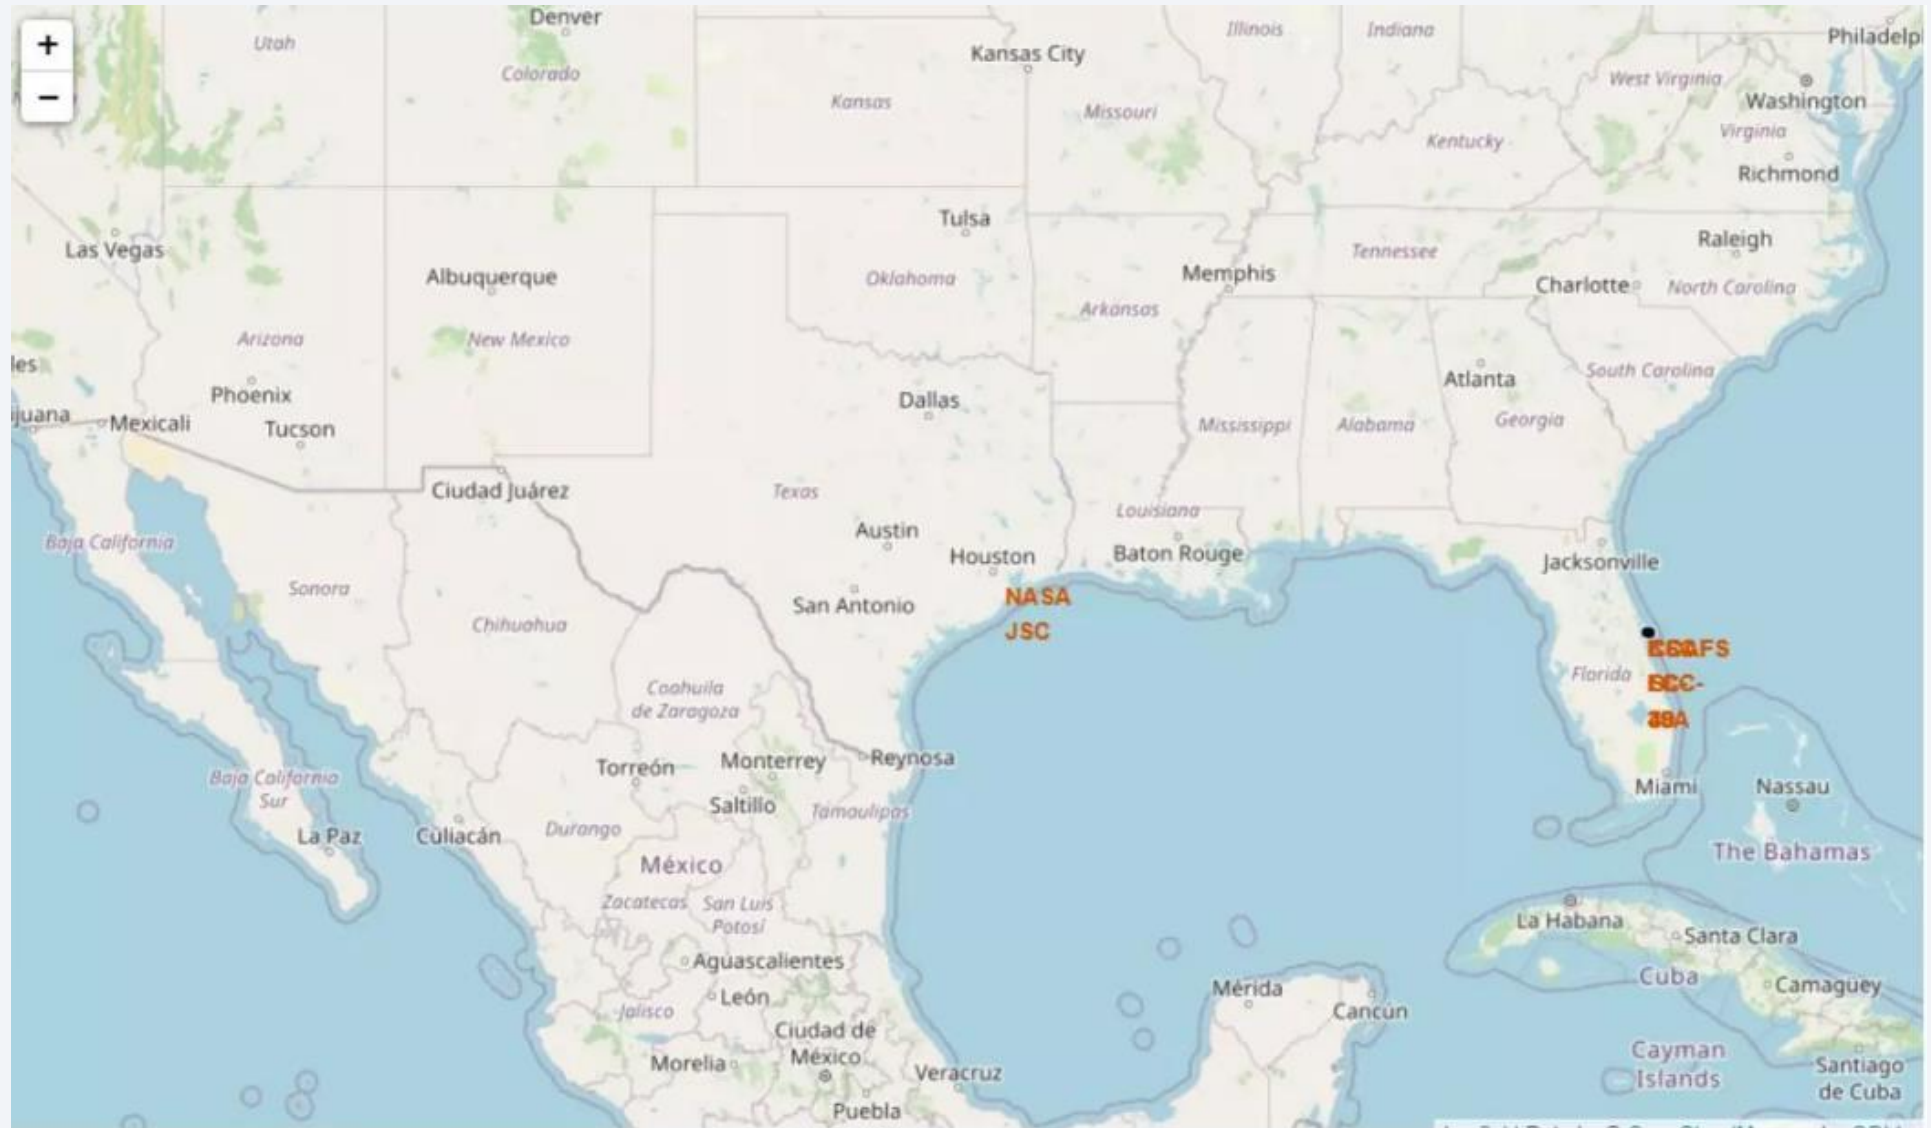 Denver
Utah
Colorado
Kansas City
Kansas
Missouri
Illinois
Indiana
West Virginia
Philadelp
Washington
Virginia
Kentucky
Richmond
+
−
Las Vegas
Albuquerque
Tulsa
Oklahoma
Memphis
Tennessee
Raleigh
Charlotte
North Carolina
Arkansas
Arizona
New Mexico
les
Phoenix
Dallas
Atlanta
South Carolina
ijuana
Mexicali
Tucson
Mississippi
Alabama
Georgia
Ciudad Juárez
Texas
Louisiana
Austin
Houston
Baton Rouge
Jacksonville
Baja California
Sonora
Chihuahua
San Antonio
NASA
JSC
Florida
Coahuila
de Zaragoza
Torreón
Monterrey
Reynosa
Baja California
Sur
Saltillo
Tamaulipas
Miami
Nassau
La Paz
Culiacán
Durango
México
The Bahamas
Zacatecas
San Luis
Potosí
La Habana
Santa Clara
Aguascalientes
León
Jalisco
Mérida
Cancún
Cuba
Camagüey
Ciudad de
México
Morelia
Veracruz
Puebla
Cayman
Islands
Santiago
de Cuba